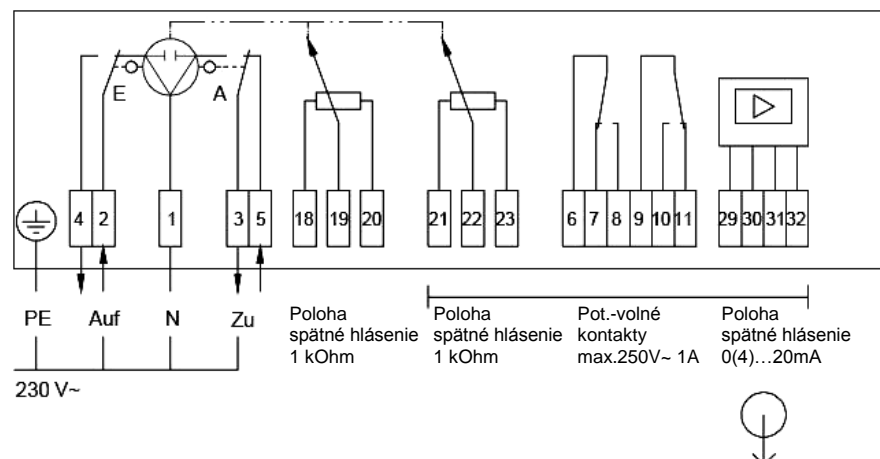 E
A
4 2 1 3 5 18 19 20 21 22 23 6 7 8 9 10 11 29 30 31 32
PE Auf N Zu
230 V~
Poloha
spätné hlásenie
1 kOhm
Poloha
spätné hlásenie
1 kOhm
Pot.-volné
kontakty
max.250V~ 1A
Poloha
spätné hlásenie
0(4)...20mA